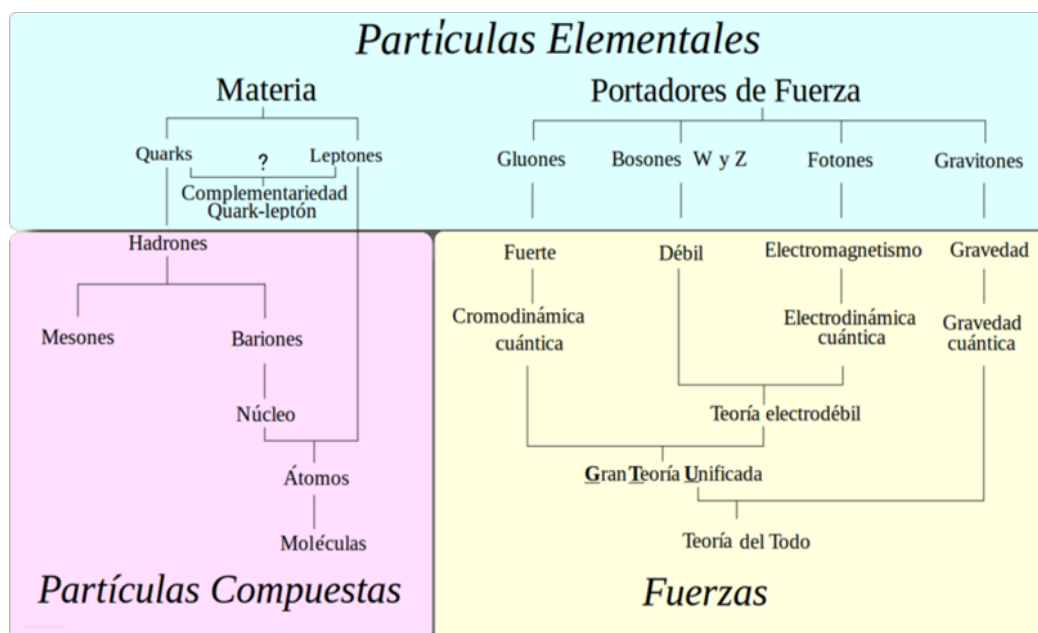 Partículas Elementales
Materia
Portadores de Fuerza
Quarks
?
Leptones
Complementariedad
Quark-leptón
Gluones
Bosones W y Z
Fotones
Gravitones
Hadrones
Mesones
Bariones
Núcleo
Átomos
Moléculas
Partículas Compuestas
Fuerte
Débil
Electromagnetismo
Gravedad
Cromodinámica
cuántica
Electrodinámica
cuántica
Gravedad
cuántica
Teoría electrodébil
Gran Teoría Unificada
Teoría del Todo
Fuerzas